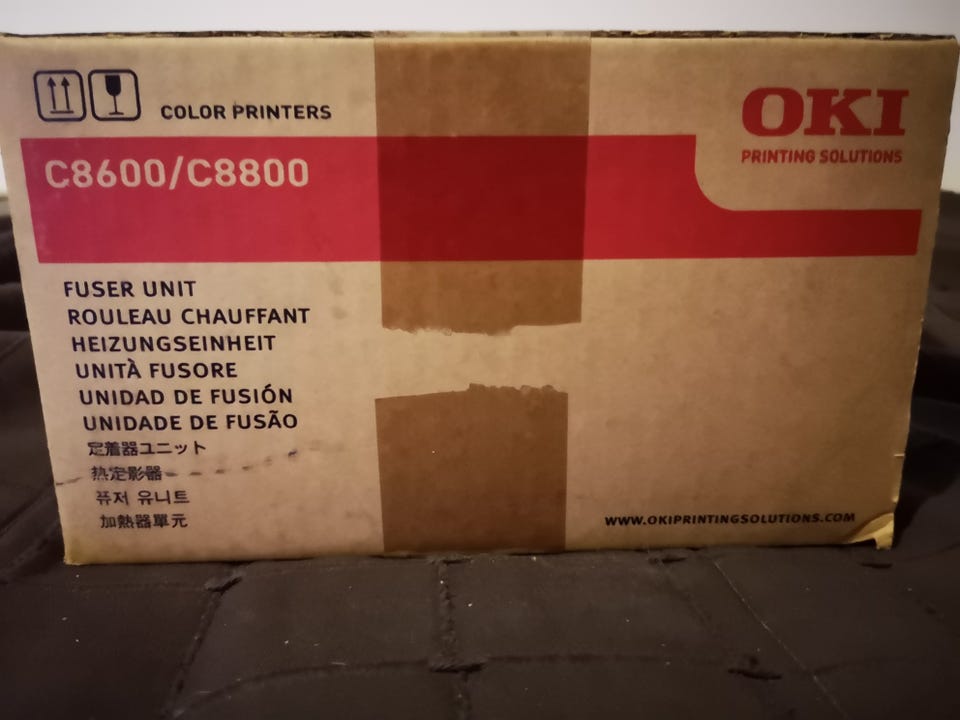 COLOR PRINTERS
OKI
PRINTING SOLUTIONS
C8600/C8800
FUSER UNIT
ROULEAU CHAUFFANT
HEIZUNGSEINHEIT
UNITÀ FUSORE
UNIDAD DE FUSIÓN
UNIDADE DE FUSÃO
定着器ユニット
热定影器
퓨저 유니트
加熱器單元
WWW.OKIPRINTINGSOLUTIONS.COM